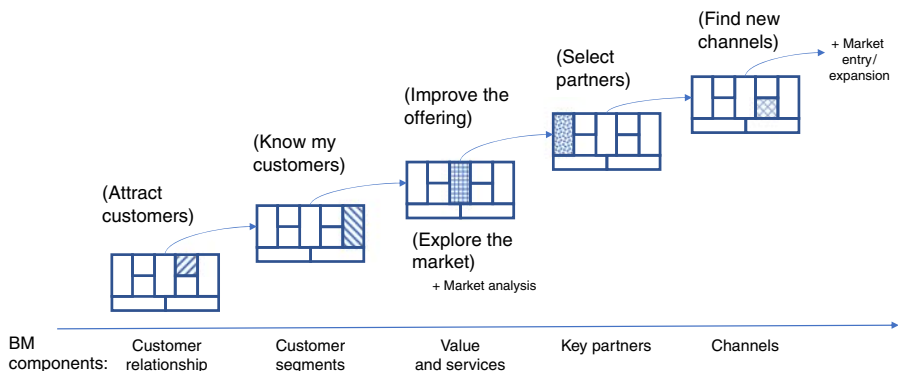 (Find new
channels)
+ Market
entry/
expansion
(Select
partners)
(Improve the
offering)
(Know my
customers)
(Attract
customers)
(Explore the
market)
+ Market analysis
BM
components:
Customer
relationship
Customer
segments
Value
and services
Key partners
Channels